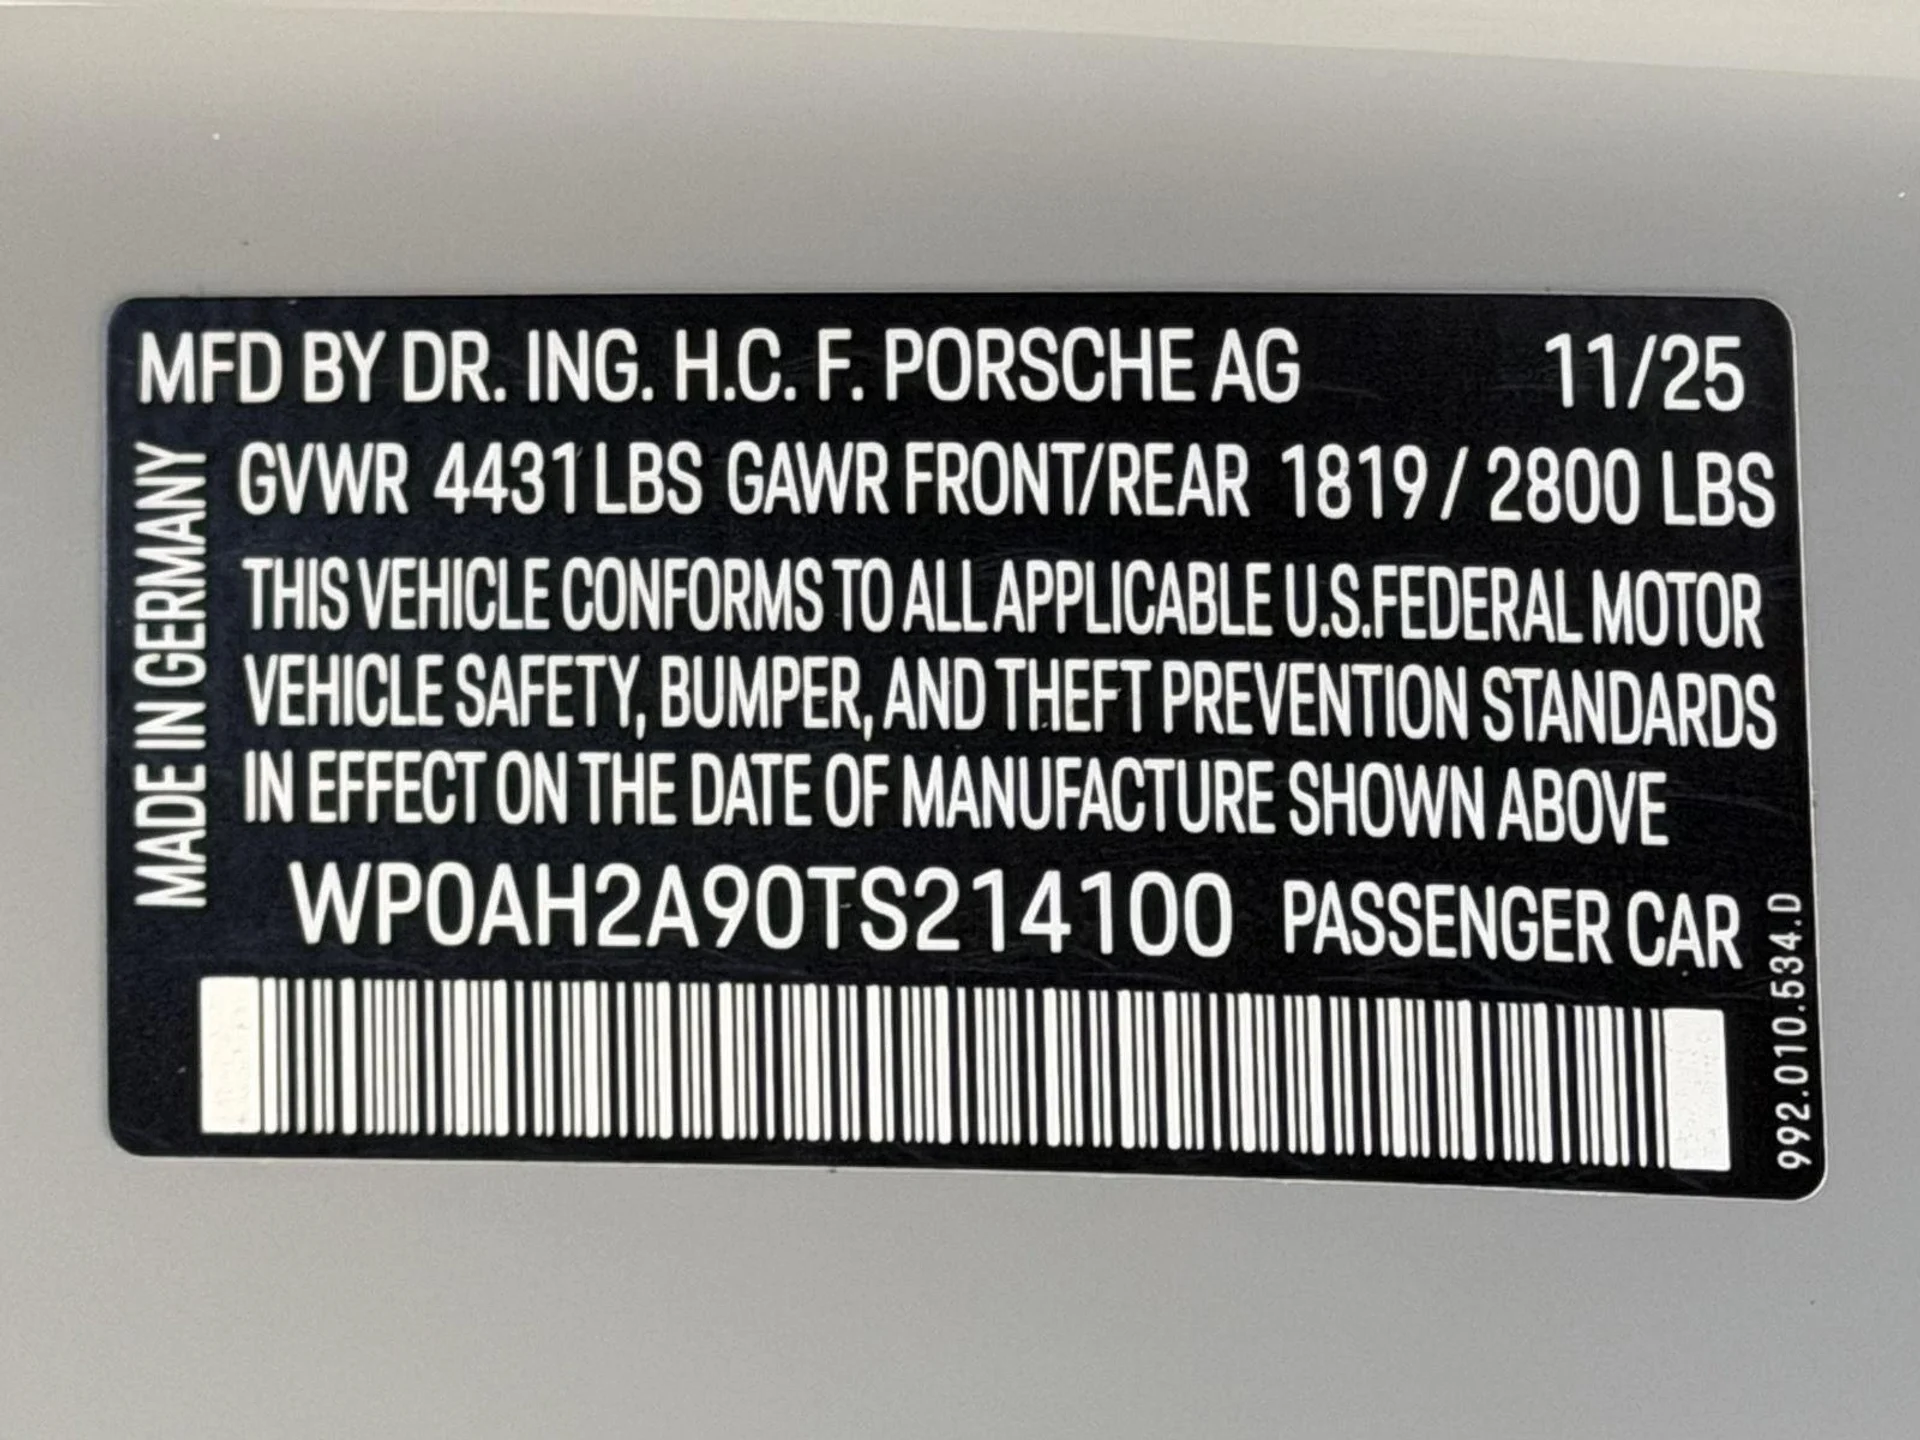 MFD BY DR. ING. H.C. F. PORSCHE AG 11/25
MADE IN GERMANY
GVWR 4431 LBS GAWR FRONT/REAR 1819 / 2800 LBS
THIS VEHICLE CONFORMS TO ALL APPLICABLE U.S.FEDERAL MOTOR
VEHICLE SAFETY, BUMPER, AND THEFT PREVENTION STANDARDS
IN EFFECT ON THE DATE OF MANUFACTURE SHOWN ABOVE
WP0AH2A90TS214100 PASSENGER CAR
992.010.534.D